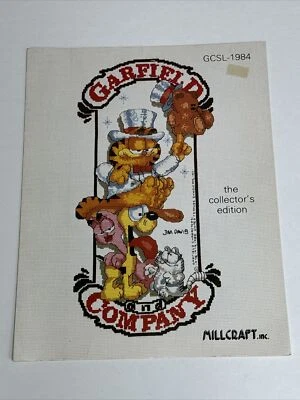 GCSL-1984
GARFIELD
the
collector's
edition
JIM DAVIS
and
COMPANY
MILLCRAFT, inc.